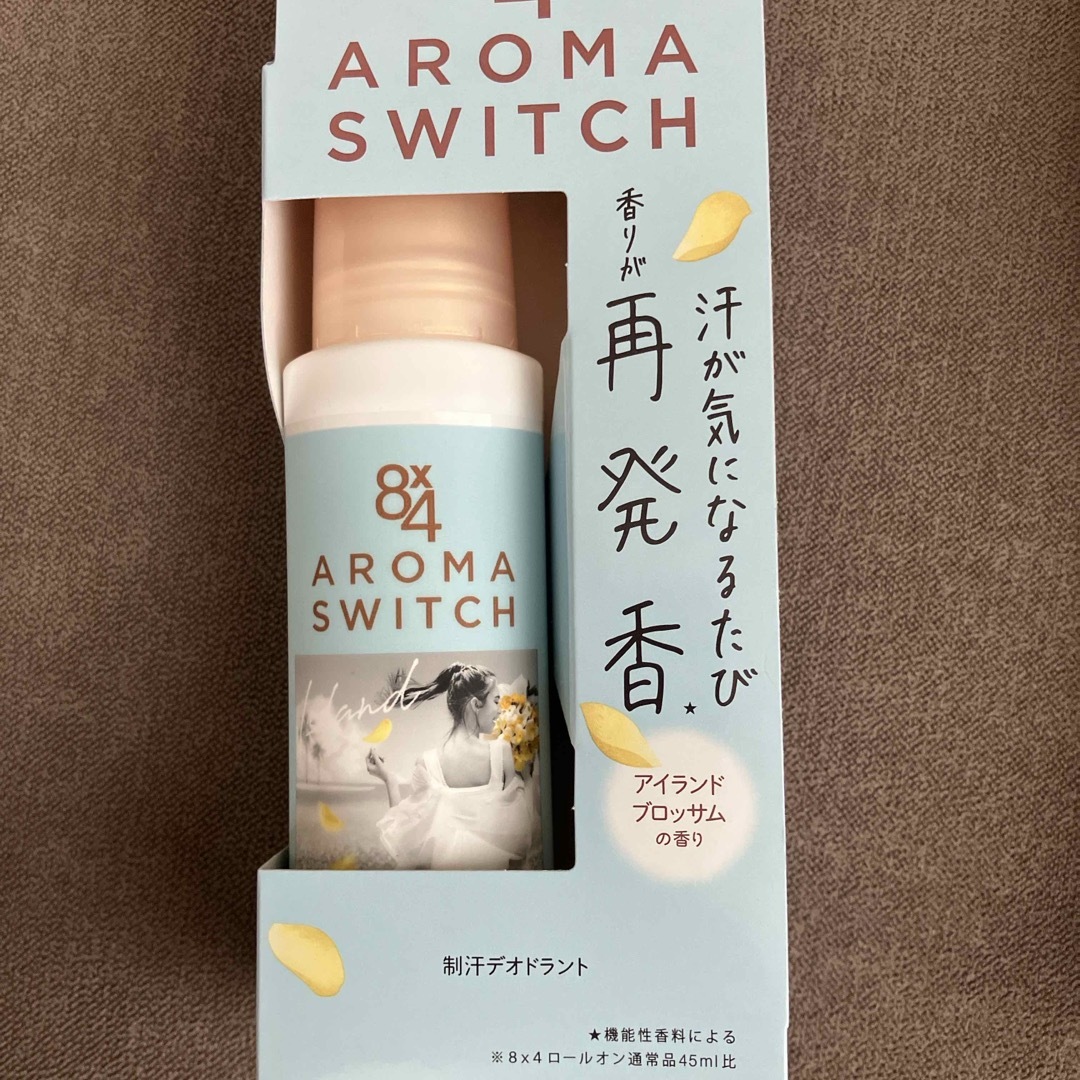 4
AROMA
SWITCH
汗が気になるたび
香りが
再発香★
8x4
AROMA
SWITCH
Island
アイランド
ブロッサム
の香り
制汗デオドラント
★機能性香料による
※8x4ロールオン通常品45ml比